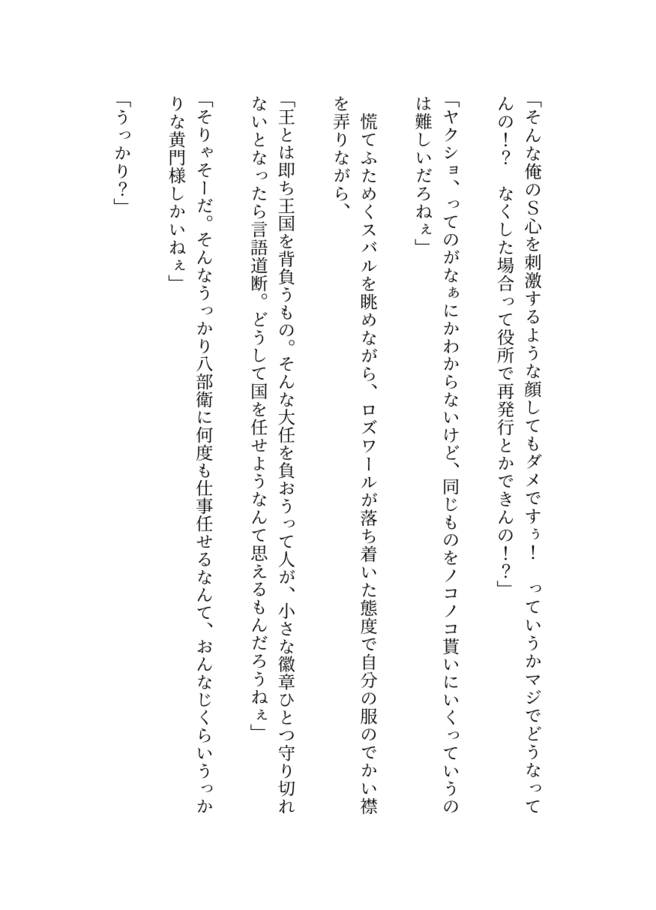 「そんな俺のＳ心を刺激するような顔してもダメですぅ！　っていうかマジでどうなって
んの！？　なくした場合って役所で再発行とかできんの！？」
「ヤクショ、ってのがなぁにかわからないけど、同じものをノコノコ貰いにいくっていうの
は難しいだろねぇ」
　慌てふためくスバルを眺めながら、ロズワールが落ち着いた態度で自分の服のでかい襟
を弄りながら、
「王とは即ち王国を背負うもの。そんな大任を負おうって人が、小さな徽章ひとつ守り切れ
ないとなったら言語道断。どうして国を任せようなんて思えるもんだろうねぇ」
「そりゃそーだ。そんなうっかり八部衛に何度も仕事任せるなんて、おんなじくらいうっか
りな黄門様しかいねぇ」
「うっかり？」